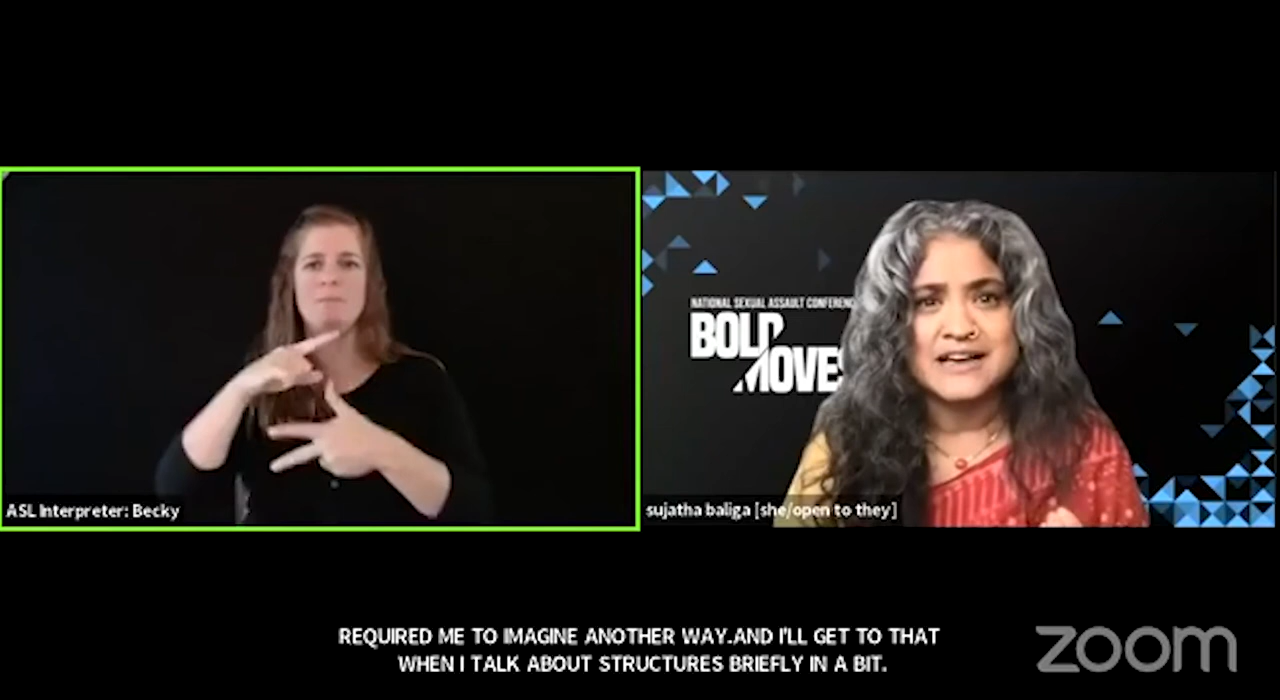 NATIONAL SEXUAL ASSAULT CONFERENC
BOLD
MOVES
ASL Interpreter: Becky
sujatha baliga [she/open to they]
REQUIRED ME TO IMAGINE ANOTHER WAY.AND I'LL GET TO THAT
WHEN I TALK ABOUT STRUCTURES BRIEFLY IN A BIT.
zoom